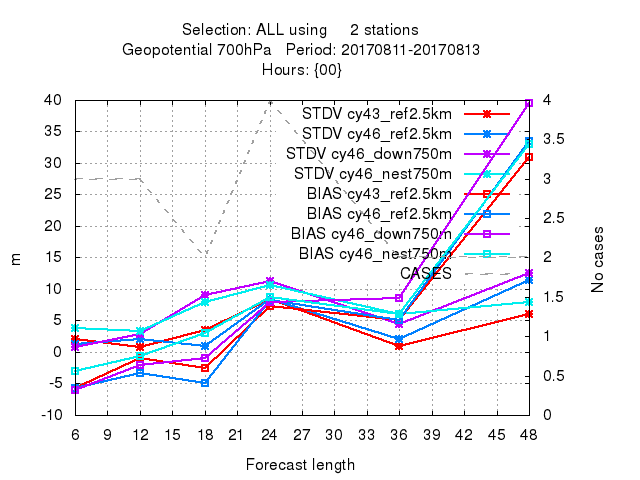 Selection: ALL using 2 stations
Geopotential 700hPa Period: 20170811-20170813
Hours: {00}
40 4
STDV cy43_ref2.5km
35 3.5
STDV cy46_ref2.5km
STDV cy46_down750m
30 3
STDV cy46_nest750m
25 2.5
BIAS cy43_ref2.5km
BIAS cy46_ref2.5km
20
BIAS cy46_down750m
15 2
BIAS cy46_nest750m
CASES
m
No cases
10 1.5
5
1
0
-5 0.5
-10 0
6 9 12 15 18 21 24 27 30 33 36 39 42 45 48
Forecast length